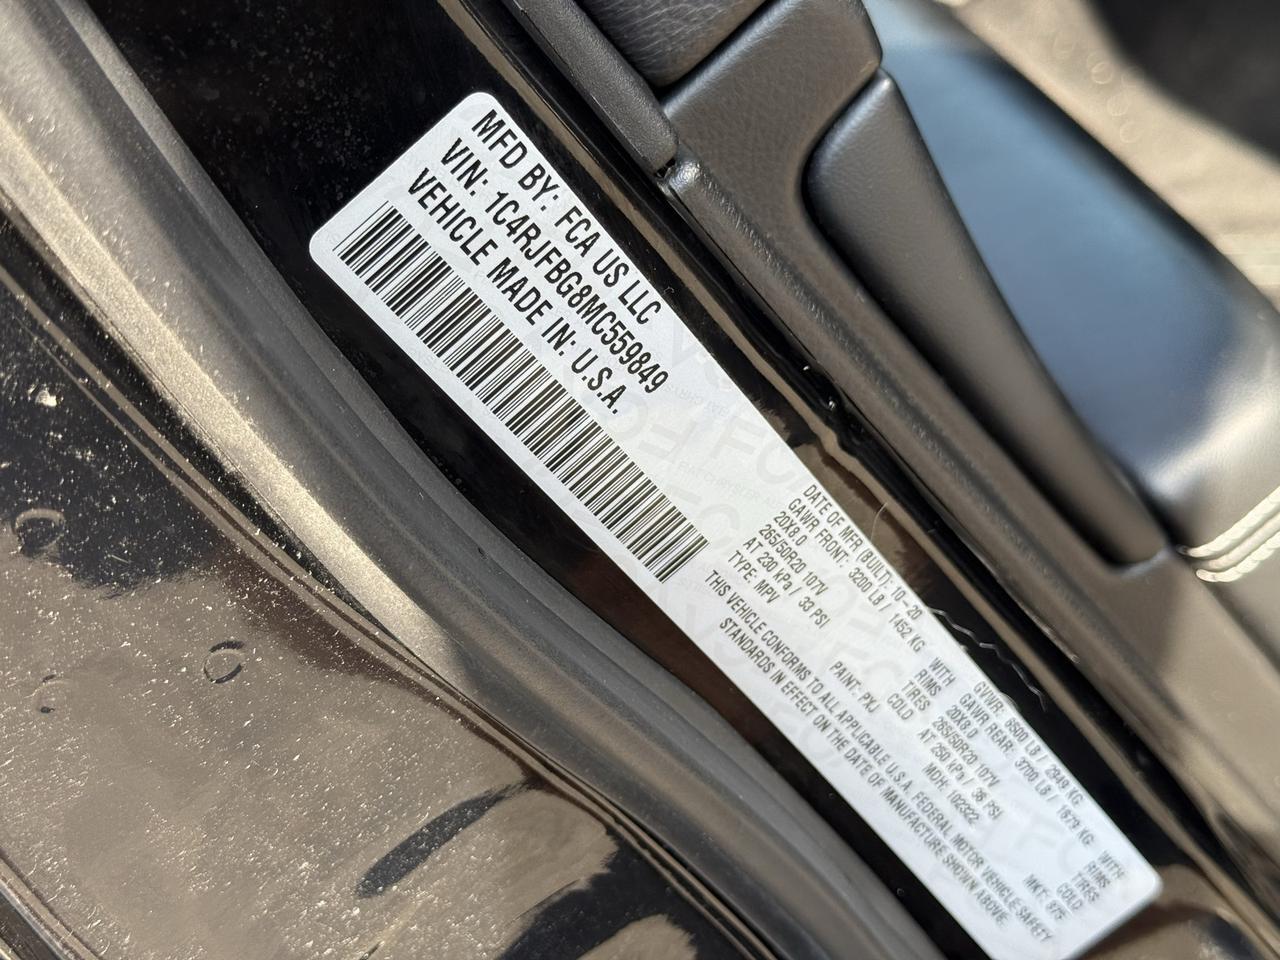 MFD BY: FCA US LLC
VIN: 1C4RJFBG8MC559849
VEHICLE MADE IN: U.S.A.
DATE OF MFR (BUILT): 10-20 GVWR: 6500 LB / 2949 KG
GAWR FRONT: 3200 LB / 1452 KG WITH GAWR REAR: 3700 LB / 1679 KG WITH:
20X8.0 RIMS 20X8.0 RIMS
265/50R20 107V TIRES 265/50R20 107V TIRES
AT 230 kPa / 33 PSI COLD AT 250 kPa / 36 PSI COLD
TYPE: MPV PAINT: PXJ MDH: 102322 MKT: 875
THIS VEHICLE CONFORMS TO ALL APPLICABLE U.S.A. FEDERAL MOTOR VEHICLE SAFETY
STANDARDS IN EFFECT ON THE DATE OF MANUFACTURE SHOWN ABOVE.